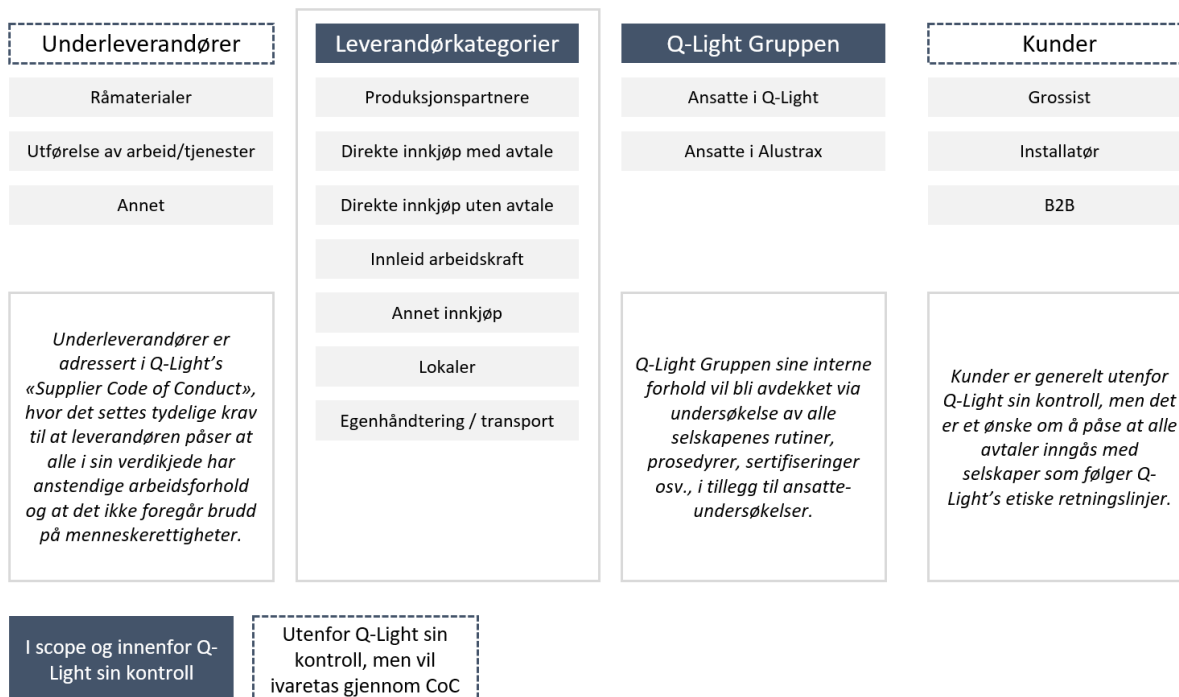 Underleverandører
Råmaterialer
Utførelse av arbeid/tjenester
Annet
Underleverandører er
adressert i Q-Light’s
«Supplier Code of Conduct»,
hvor det settes tydelige krav
til at leverandøren påser at
alle i sin verdikjede har
anstendige arbeidsforhold
og at det ikke foregår brudd
på menneskerettigheter.
Leverandørkategorier
Produksjonspartnere
Direkte innkjøp med avtale
Direkte innkjøp uten avtale
Innleid arbeidskraft
Annet innkjøp
Lokaler
Egenhåndtering / transport
Q-Light Gruppen
Ansatte i Q-Light
Ansatte i Alustrax
Q-Light Gruppen sine interne
forhold vil bli avdekket via
undersøkelse av alle
selskapenes rutiner,
prosedyrer, sertifiseringer
osv., i tillegg til ansatte-
undersøkelser.
Kunder
Grossist
Installatør
B2B
Kunder er generelt utenfor
Q-Light sin kontroll, men det
er et ønske om å påse at alle
avtaler inngås med
selskaper som følger Q-
Light’s etiske retningslinjer.
I scope og innenfor Q-
Light sin kontroll
Utenfor Q-Light sin
kontroll, men vil
ivaretas gjennom CoC